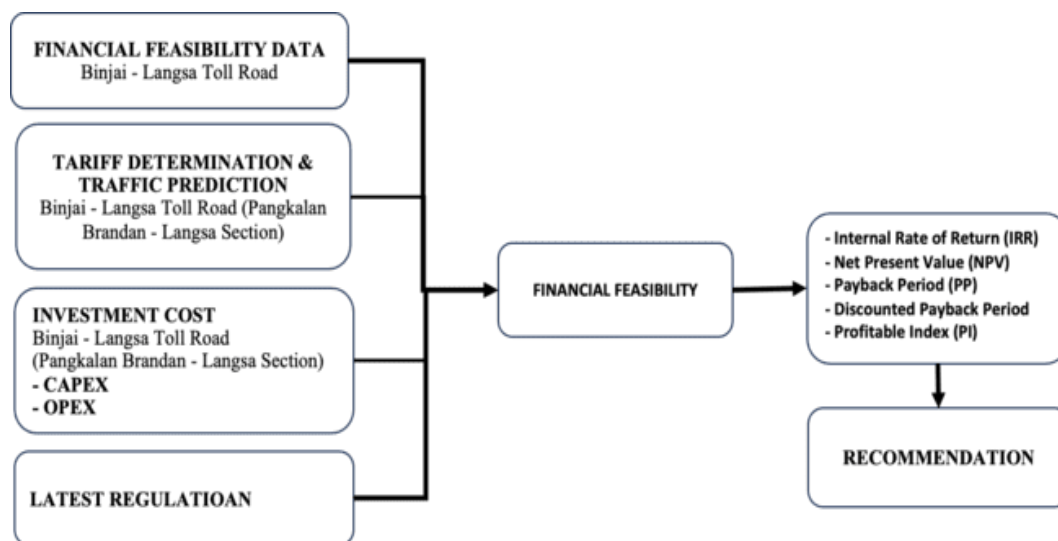 FINANCIAL FEASIBILITY DATA
Binjai - Langsa Toll Road
TARIFF DETERMINATION &
TRAFFIC PREDICTION
Binjai - Langsa Toll Road (Pangkalan
Brandan - Langsa Section)
INVESTMENT COST
Binjai - Langsa Toll Road
(Pangkalan Brandan - Langsa Section)
- CAPEX
- OPEX
LATEST REGULATIOAN
FINANCIAL FEASIBILITY
- Internal Rate of Return (IRR)
- Net Present Value (NPV)
- Payback Period (PP)
- Discounted Payback Period
- Profitable Index (PI)
RECOMMENDATION